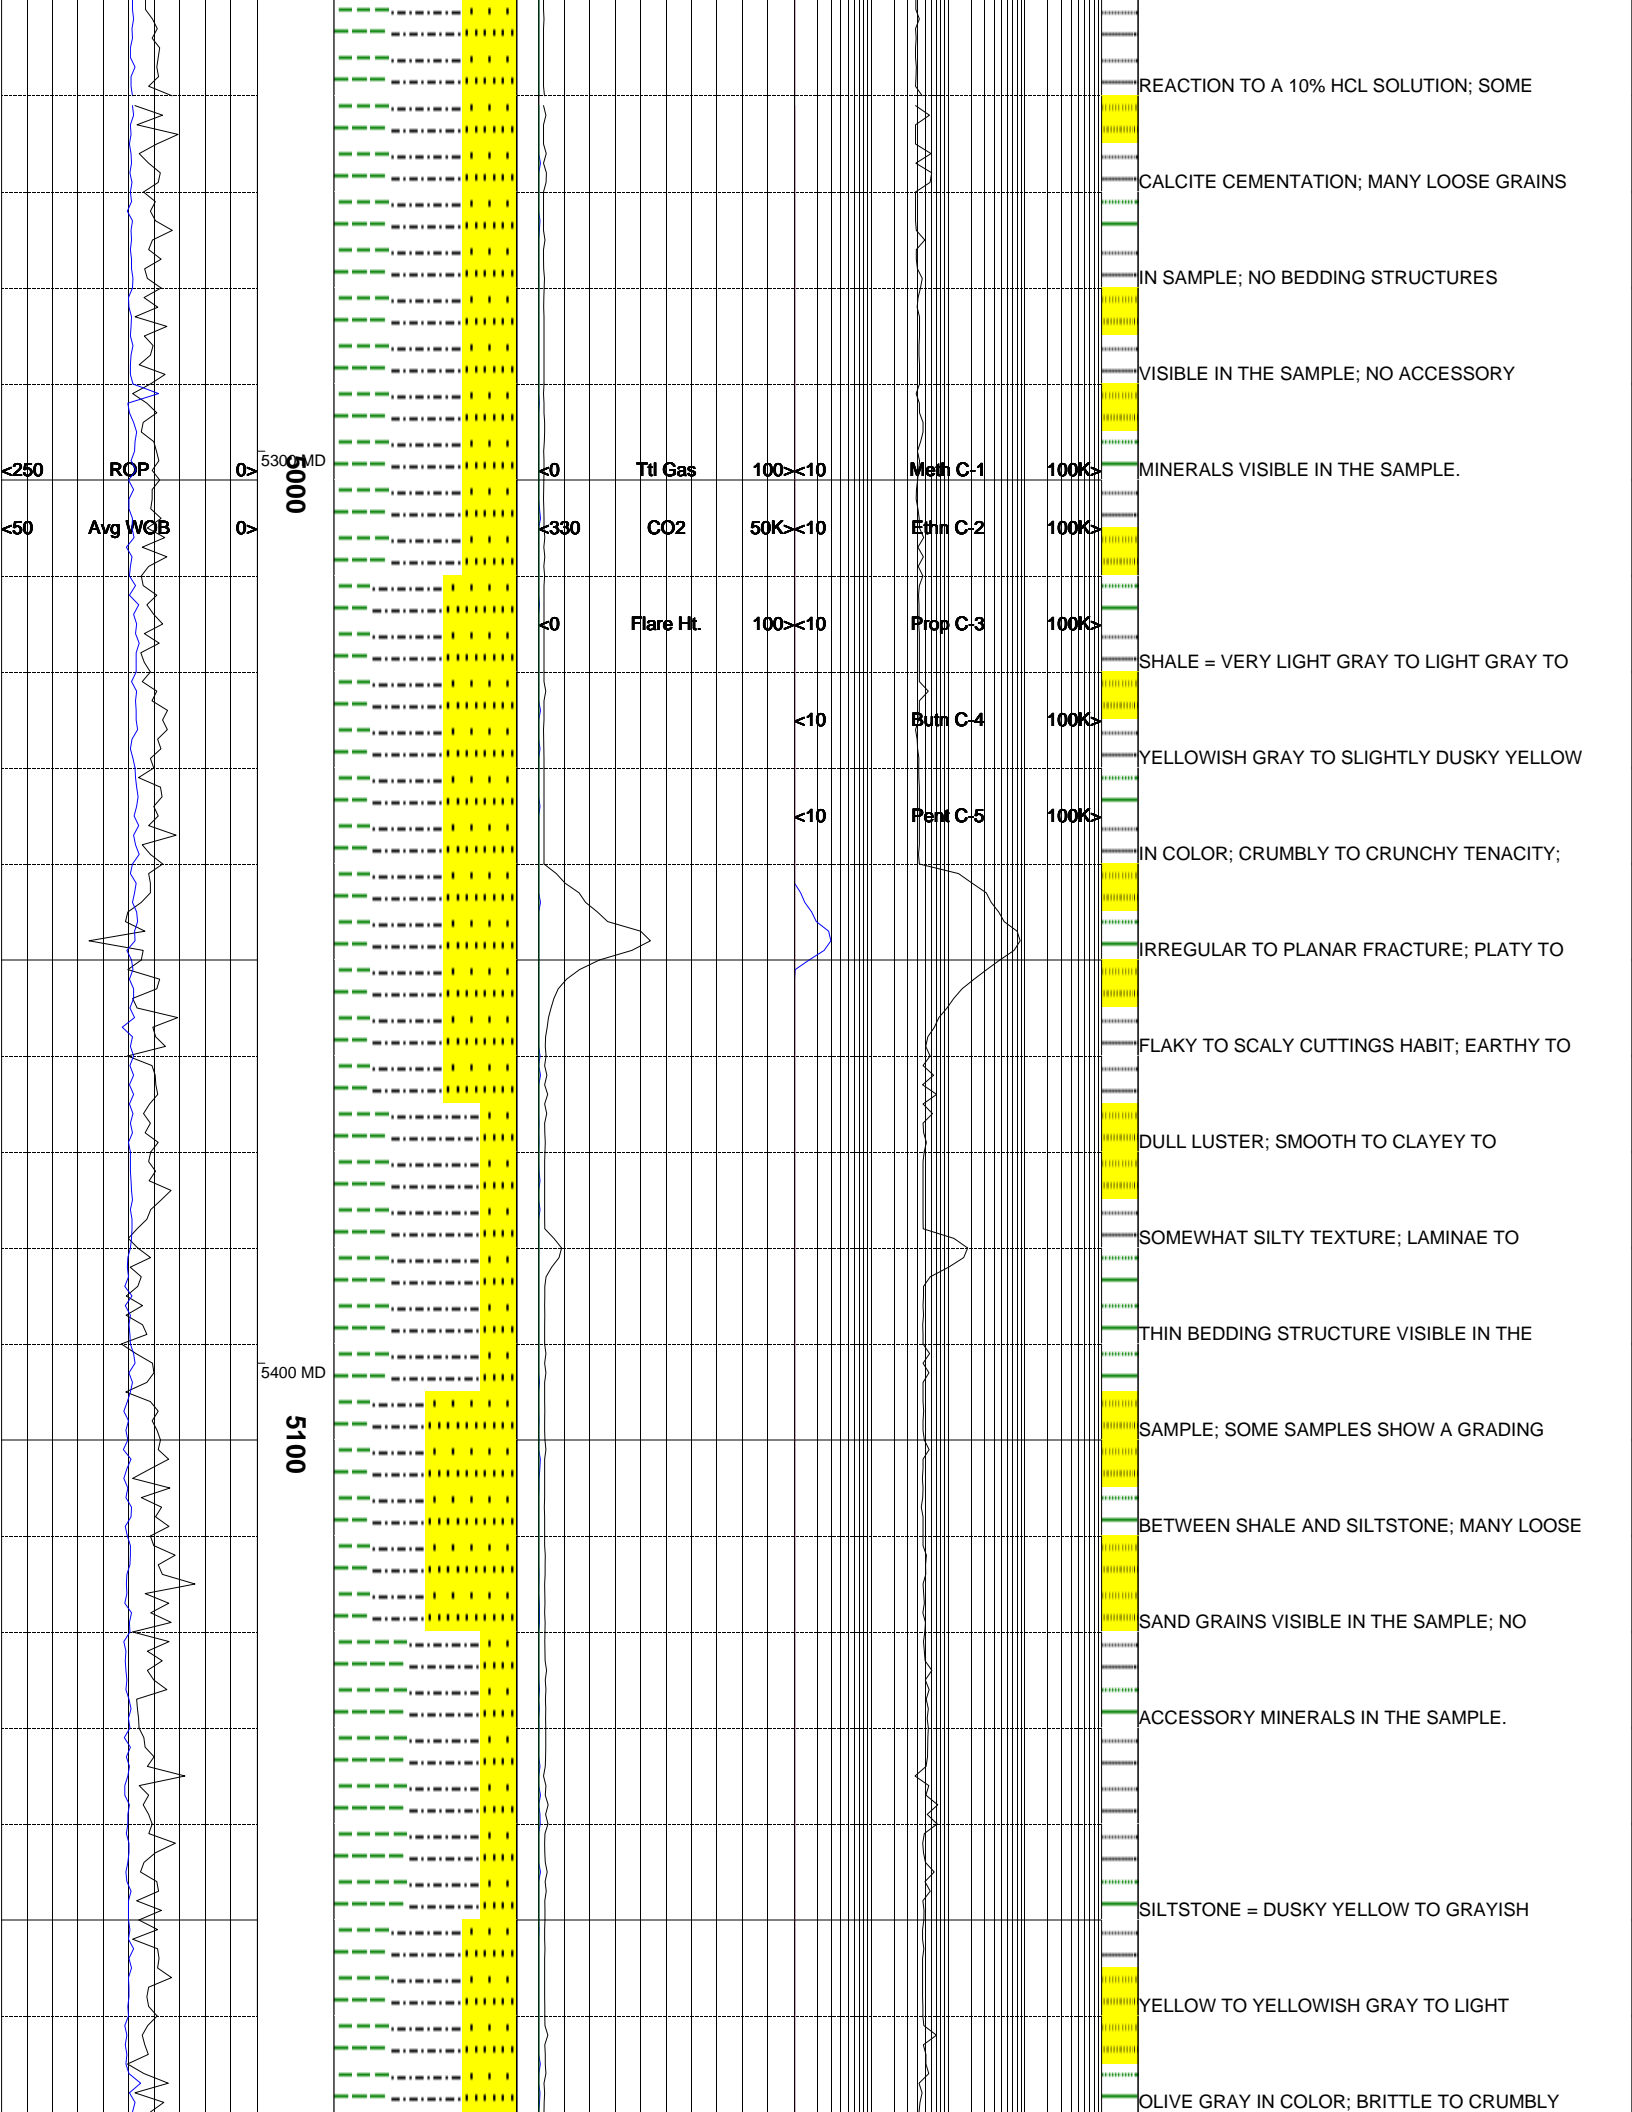 REACTION TO A 10% HCL SOLUTION; SOME
CALCITE CEMENTATION; MANY LOOSE GRAINS
IN SAMPLE; NO BEDDING STRUCTURES
VISIBLE IN THE SAMPLE; NO ACCESSORY
<250 ROP 0> 5300 MD 5000 <0 Ttl Gas 100> <10 Meth C-1 100K> MINERALS VISIBLE IN THE SAMPLE.
<50 Avg WOB 0> <330 CO2 50K> <10 Ethn C-2 100K>
<0 Flare Ht. 100> <10 Prop C-3 100K>
SHALE = VERY LIGHT GRAY TO LIGHT GRAY TO
<10 Butn C-4 100K>
YELLOWISH GRAY TO SLIGHTLY DUSKY YELLOW
<10 Pent C-5 100K>
IN COLOR; CRUMBLY TO CRUNCHY TENACITY;
IRREGULAR TO PLANAR FRACTURE; PLATY TO
FLAKY TO SCALY CUTTINGS HABIT; EARTHY TO
DULL LUSTER; SMOOTH TO CLAYEY TO
SOMEWHAT SILTY TEXTURE; LAMINAE TO
THIN BEDDING STRUCTURE VISIBLE IN THE
5400 MD
5100 SAMPLE; SOME SAMPLES SHOW A GRADING
BETWEEN SHALE AND SILTSTONE; MANY LOOSE
SAND GRAINS VISIBLE IN THE SAMPLE; NO
ACCESSORY MINERALS IN THE SAMPLE.
SILTSTONE = DUSKY YELLOW TO GRAYISH
YELLOW TO YELLOWISH GRAY TO LIGHT
OLIVE GRAY IN COLOR; BRITTLE TO CRUMBLY